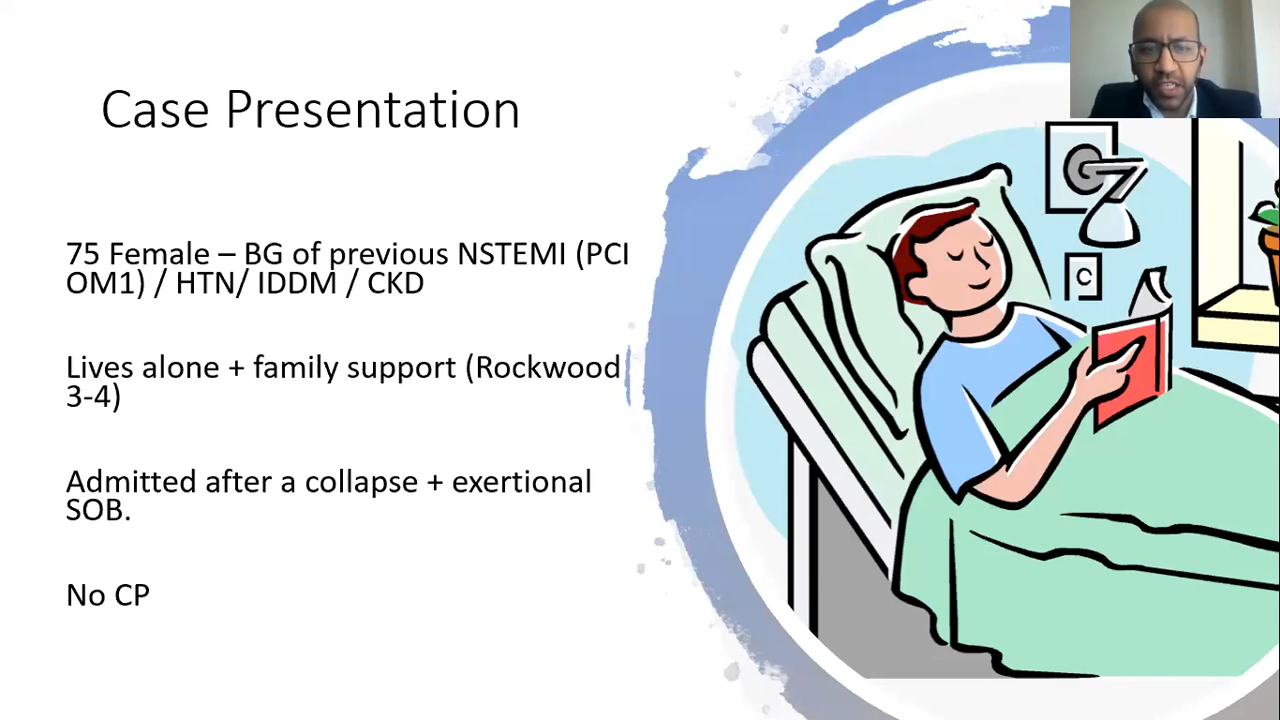 Case Presentation
75 Female – BG of previous NSTEMI (PCI
OM1) / HTN/ IDDM / CKD
Lives alone + family support (Rockwood
3-4)
Admitted after a collapse + exertional
SOB.
No CP
C